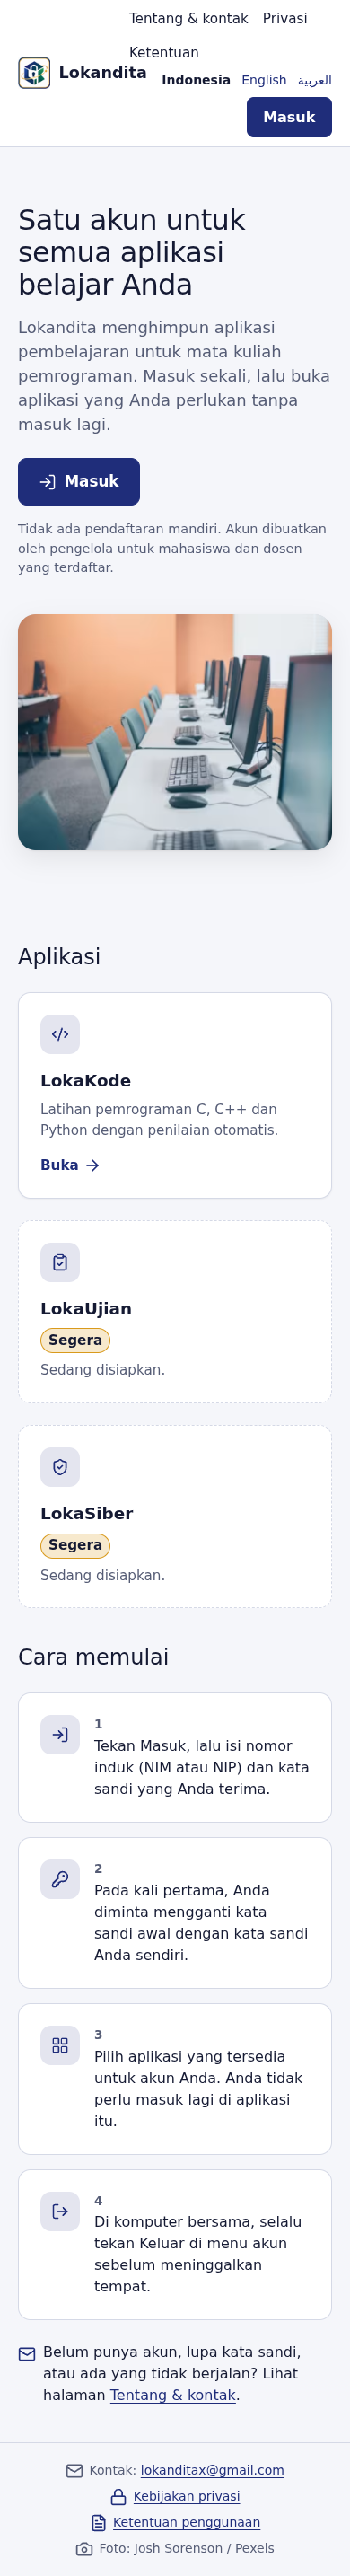 Tentang & kontak Privasi
Ketentuan
Lokandita
Indonesia English العربية
Masuk
Satu akun untuk
semua aplikasi
belajar Anda
Lokandita menghimpun aplikasi
pembelajaran untuk mata kuliah
pemrograman. Masuk sekali, lalu buka
aplikasi yang Anda perlukan tanpa
masuk lagi.
Masuk
Tidak ada pendaftaran mandiri. Akun dibuatkan
oleh pengelola untuk mahasiswa dan dosen
yang terdaftar.
Aplikasi
LokaKode
Latihan pemrograman C, C++ dan
Python dengan penilaian otomatis.
Buka
LokaUjian
Segera
Sedang disiapkan.
LokaSiber
Segera
Sedang disiapkan.
Cara memulai
1
Tekan Masuk, lalu isi nomor
induk (NIM atau NIP) dan kata
sandi yang Anda terima.
2
Pada kali pertama, Anda
diminta mengganti kata
sandi awal dengan kata sandi
Anda sendiri.
3
Pilih aplikasi yang tersedia
untuk akun Anda. Anda tidak
perlu masuk lagi di aplikasi
itu.
4
Di komputer bersama, selalu
tekan Keluar di menu akun
sebelum meninggalkan
tempat.
Belum punya akun, lupa kata sandi,
atau ada yang tidak berjalan? Lihat
halaman Tentang & kontak.
Kontak: lokanditax@gmail.com
Kebijakan privasi
Ketentuan penggunaan
Foto: Josh Sorenson / Pexels